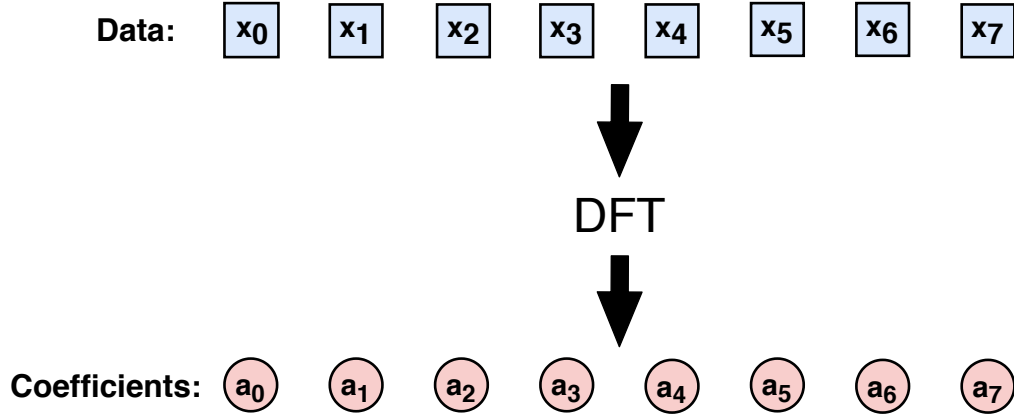 Data: x0 x1 x2 x3 x4 x5 x6 x7
DFT
Coefficients: a0 a1 a2 a3 a4 a5 a6 a7